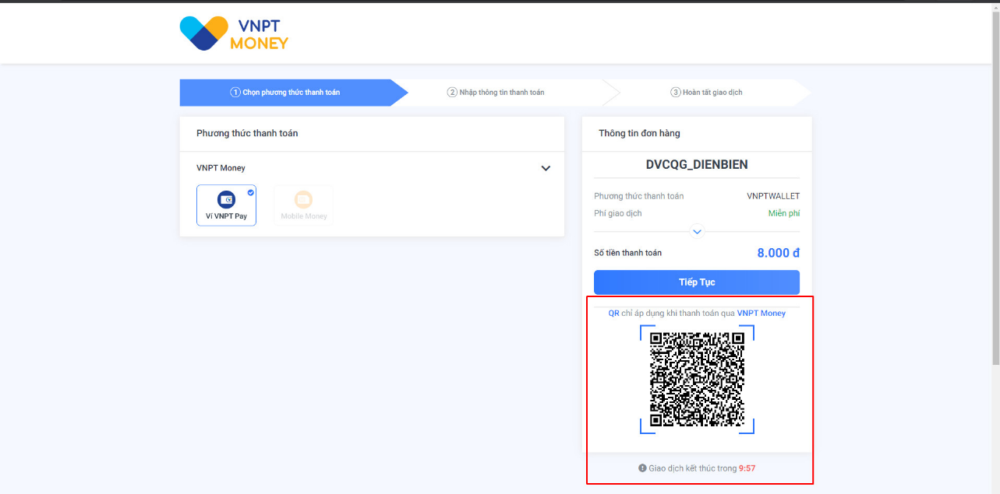 VNPT
MONEY
1 Chọn phương thức thanh toán
2 Nhập thông tin thanh toán
3 Hoàn tất giao dịch
Phương thức thanh toán
VNPT Money
Ví VNPT Pay
Mobile Money
Thông tin đơn hàng
DVCQG_DIENBIEN
Phương thức thanh toán VNPTWALLET
Phí giao dịch Miễn phí
Số tiền thanh toán 8.000 đ
Tiếp Tục
QR chỉ áp dụng khi thanh toán qua VNPT Money
Giao dịch kết thúc trong 9:57